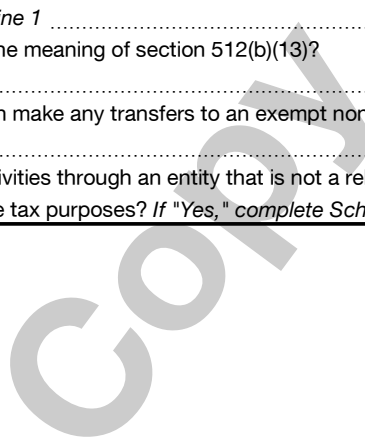 ine 1 ........................................................
ne meaning of section 512(b)(13)?
............................................................
n make any transfers to an exempt non
............................................................
ivities through an entity that is not a rel
e tax purposes? If "Yes," complete Sch
Copy